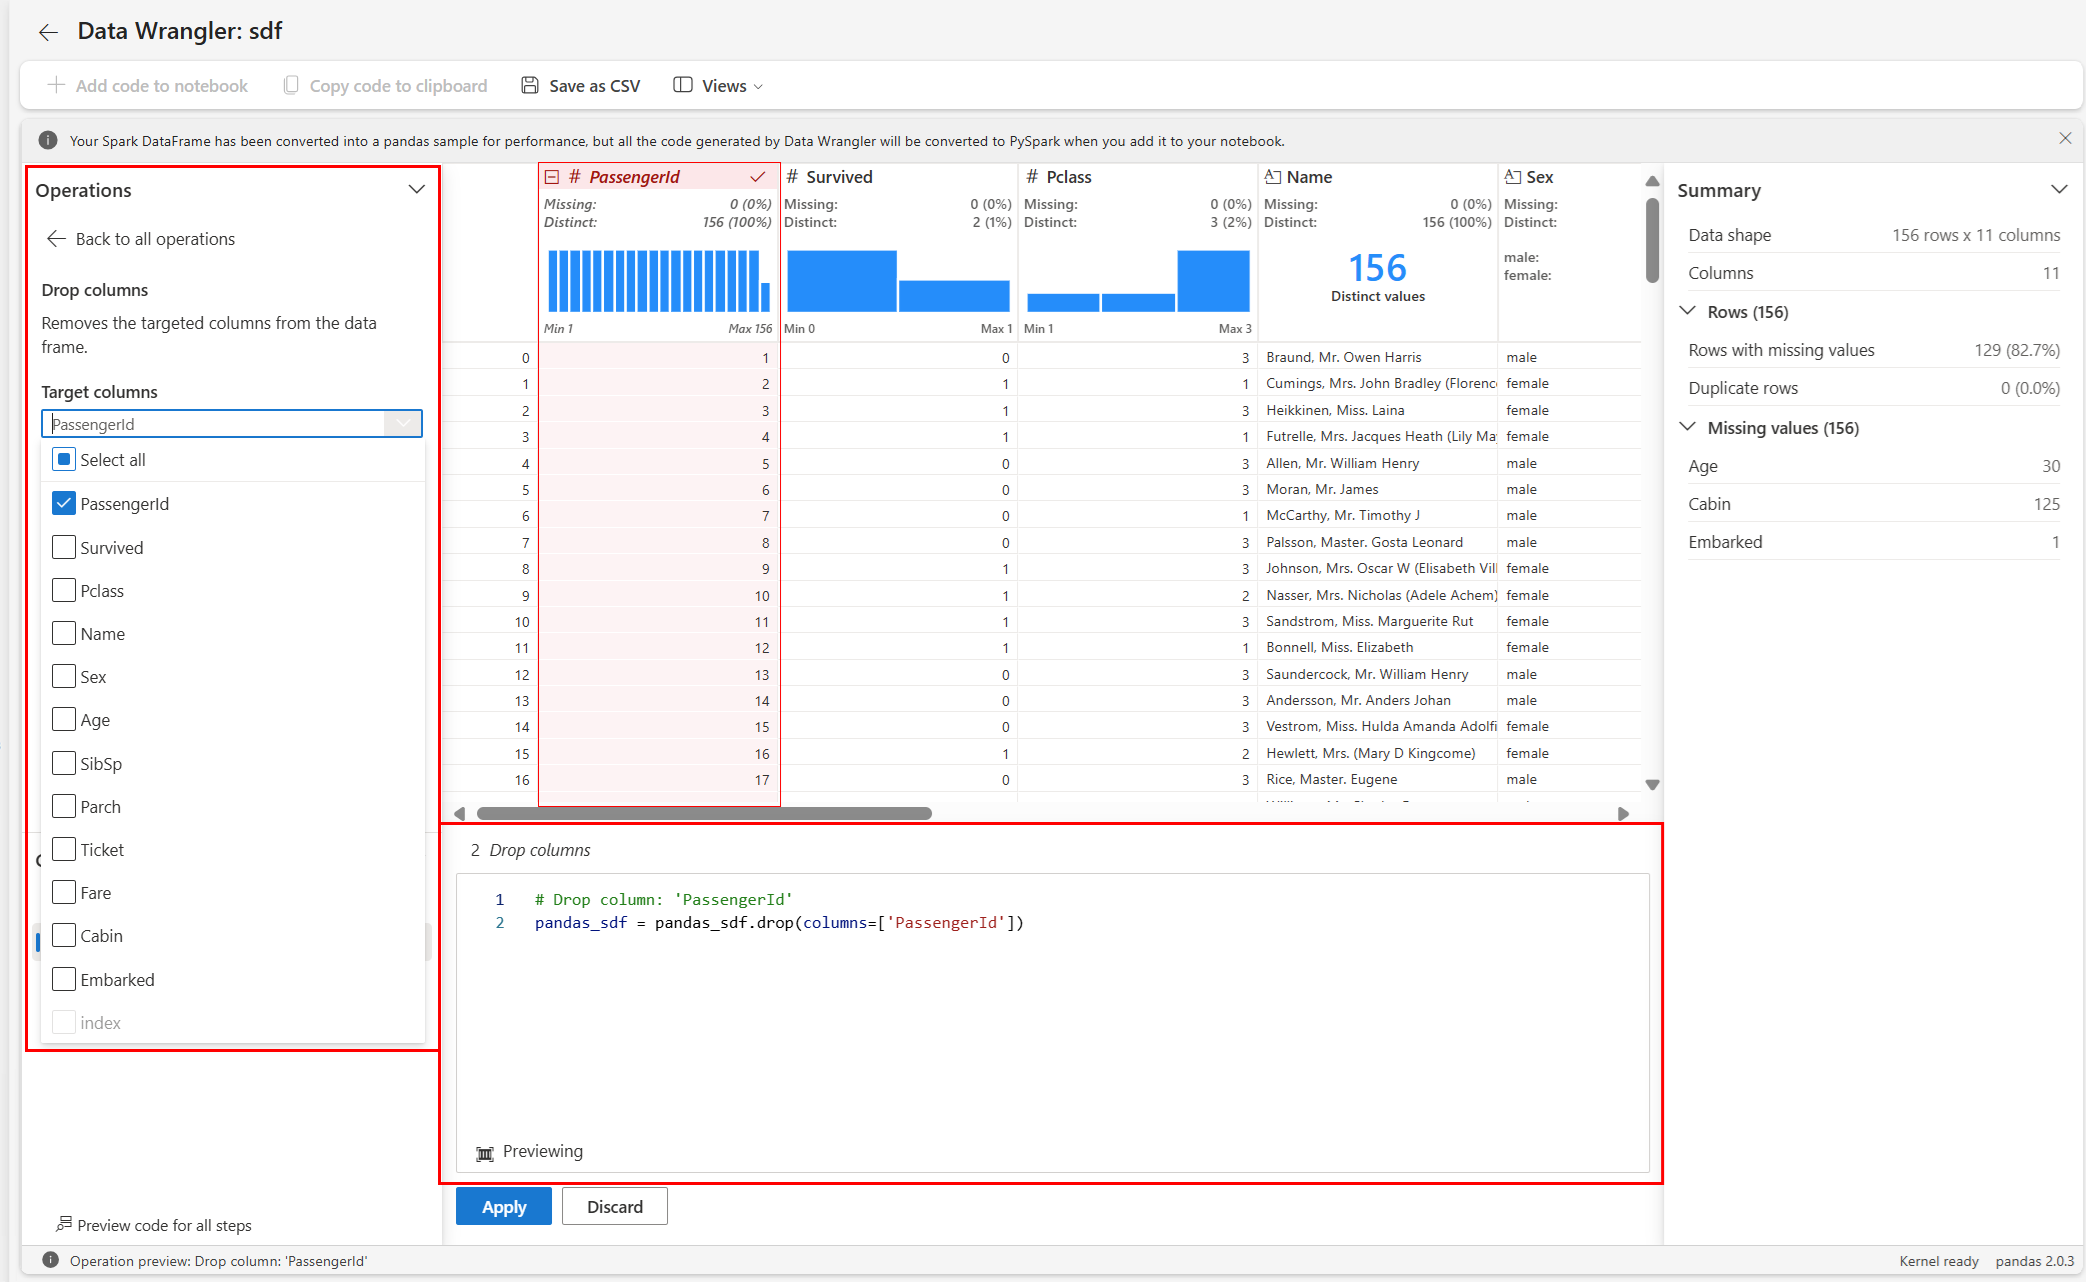 Data Wrangler: sdf
Add code to notebook
Copy code to clipboard
Save as CSV
Views
Your Spark DataFrame has been converted into a pandas sample for performance, but all the code generated by Data Wrangler will be converted to PySpark when you add it to your notebook.
Operations
Back to all operations
Drop columns
Removes the targeted columns from the data
frame.
Target columns
PassengerId
Select all
PassengerId
Survived
Pclass
Name
Sex
Age
SibSp
Parch
Ticket
Fare
Cabin
Embarked
index
Preview code for all steps
# PassengerId # Survived # Pclass Name Sex
Missing: 0 (0%) Missing: 0 (0%) Missing: 0 (0%) Missing: 0 (0%) Missing:
Distinct: 156 (100%) Distinct: 2 (1%) Distinct: 3 (2%) Distinct: 156 (100%) Distinct:
156
Distinct values
male:
female:
Min 1 Max 156 Min 0 Max 1 Min 1 Max 3
0 1 0 3 Braund, Mr. Owen Harris male
1 2 1 1 Cumings, Mrs. John Bradley (Florence female
2 3 1 3 Heikkinen, Miss. Laina female
3 4 1 1 Futrelle, Mrs. Jacques Heath (Lily May female
4 5 0 3 Allen, Mr. William Henry male
5 6 0 3 Moran, Mr. James male
6 7 0 1 McCarthy, Mr. Timothy J male
7 8 0 3 Palsson, Master. Gosta Leonard male
8 9 1 3 Johnson, Mrs. Oscar W (Elisabeth Vil female
9 10 1 2 Nasser, Mrs. Nicholas (Adele Achem) female
10 11 1 3 Sandstrom, Miss. Marguerite Rut female
11 12 1 1 Bonnell, Miss. Elizabeth female
12 13 0 3 Saundercock, Mr. William Henry male
13 14 0 3 Andersson, Mr. Anders Johan male
14 15 0 3 Vestrom, Miss. Hulda Amanda Adolfi female
15 16 1 2 Hewlett, Mrs. (Mary D Kingcome) female
16 17 0 3 Rice, Master. Eugene male
2 Drop columns
1 # Drop column: 'PassengerId'
2 pandas_sdf = pandas_sdf.drop(columns=['PassengerId'])
Previewing
Apply
Discard
Summary
Data shape 156 rows x 11 columns
Columns 11
Rows (156)
Rows with missing values 129 (82.7%)
Duplicate rows 0 (0.0%)
Missing values (156)
Age 30
Cabin 125
Embarked 1
Operation preview: Drop column: 'PassengerId'
Kernel ready pandas 2.0.3